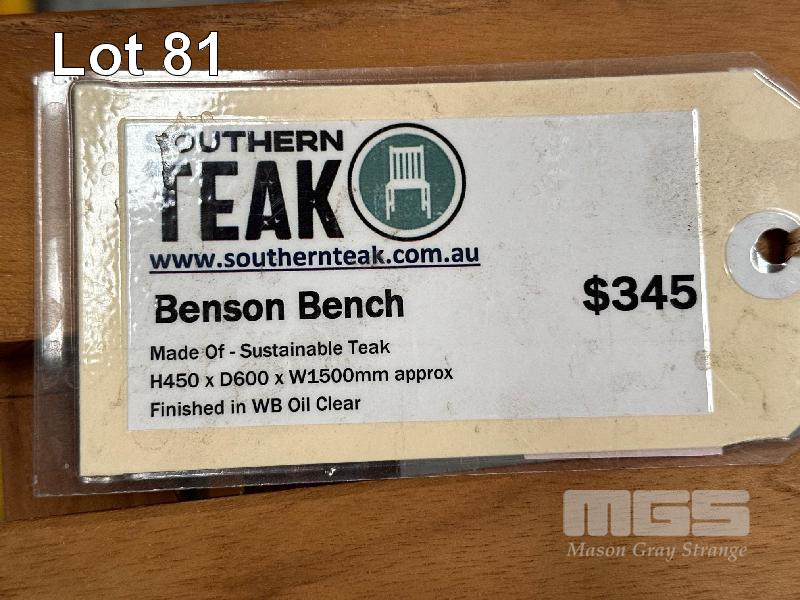 Lot 81
SOUTHERN
TEAK
www.southernteak.com.au
Benson Bench
$345
Made Of - Sustainable Teak
H450 x D600 x W1500mm approx
Finished in WB Oil Clear
MGS
Mason Gray Strange